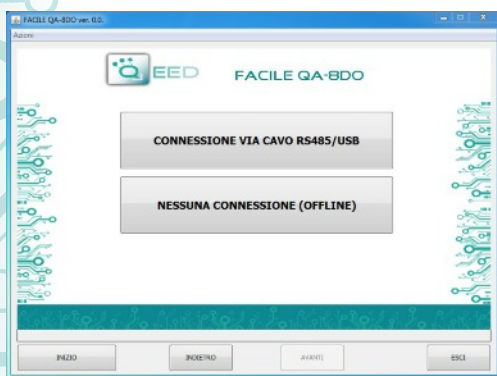 FACILE QA-8DO ver. 0.0.
Azioni
QEED FACILE QA-8DO
CONNESSIONE VIA CAVO RS485/USB
NESSUNA CONNESSIONE (OFFLINE)
INIZIO INDIETRO AVANTI ESCI